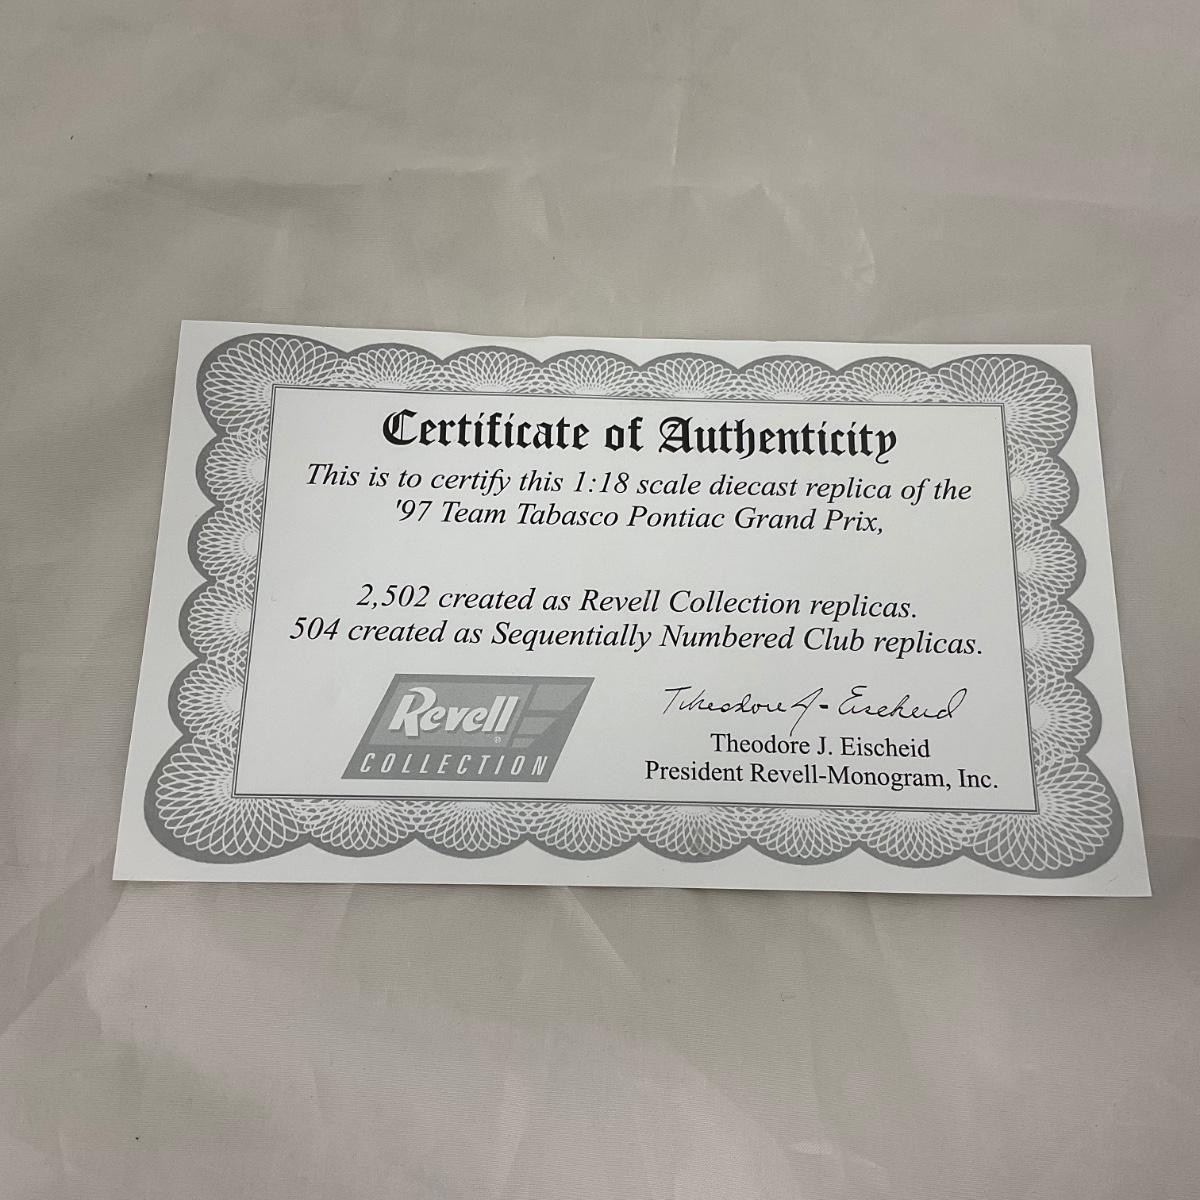 Certificate of Authenticity
This is to certify this 1:18 scale diecast replica of the
'97 Team Tabasco Pontiac Grand Prix,
2,502 created as Revell Collection replicas.
504 created as Sequentially Numbered Club replicas.
Revell®
COLLECTION
Theodore J. Eischeid
Theodore J. Eischeid
President Revell-Monogram, Inc.